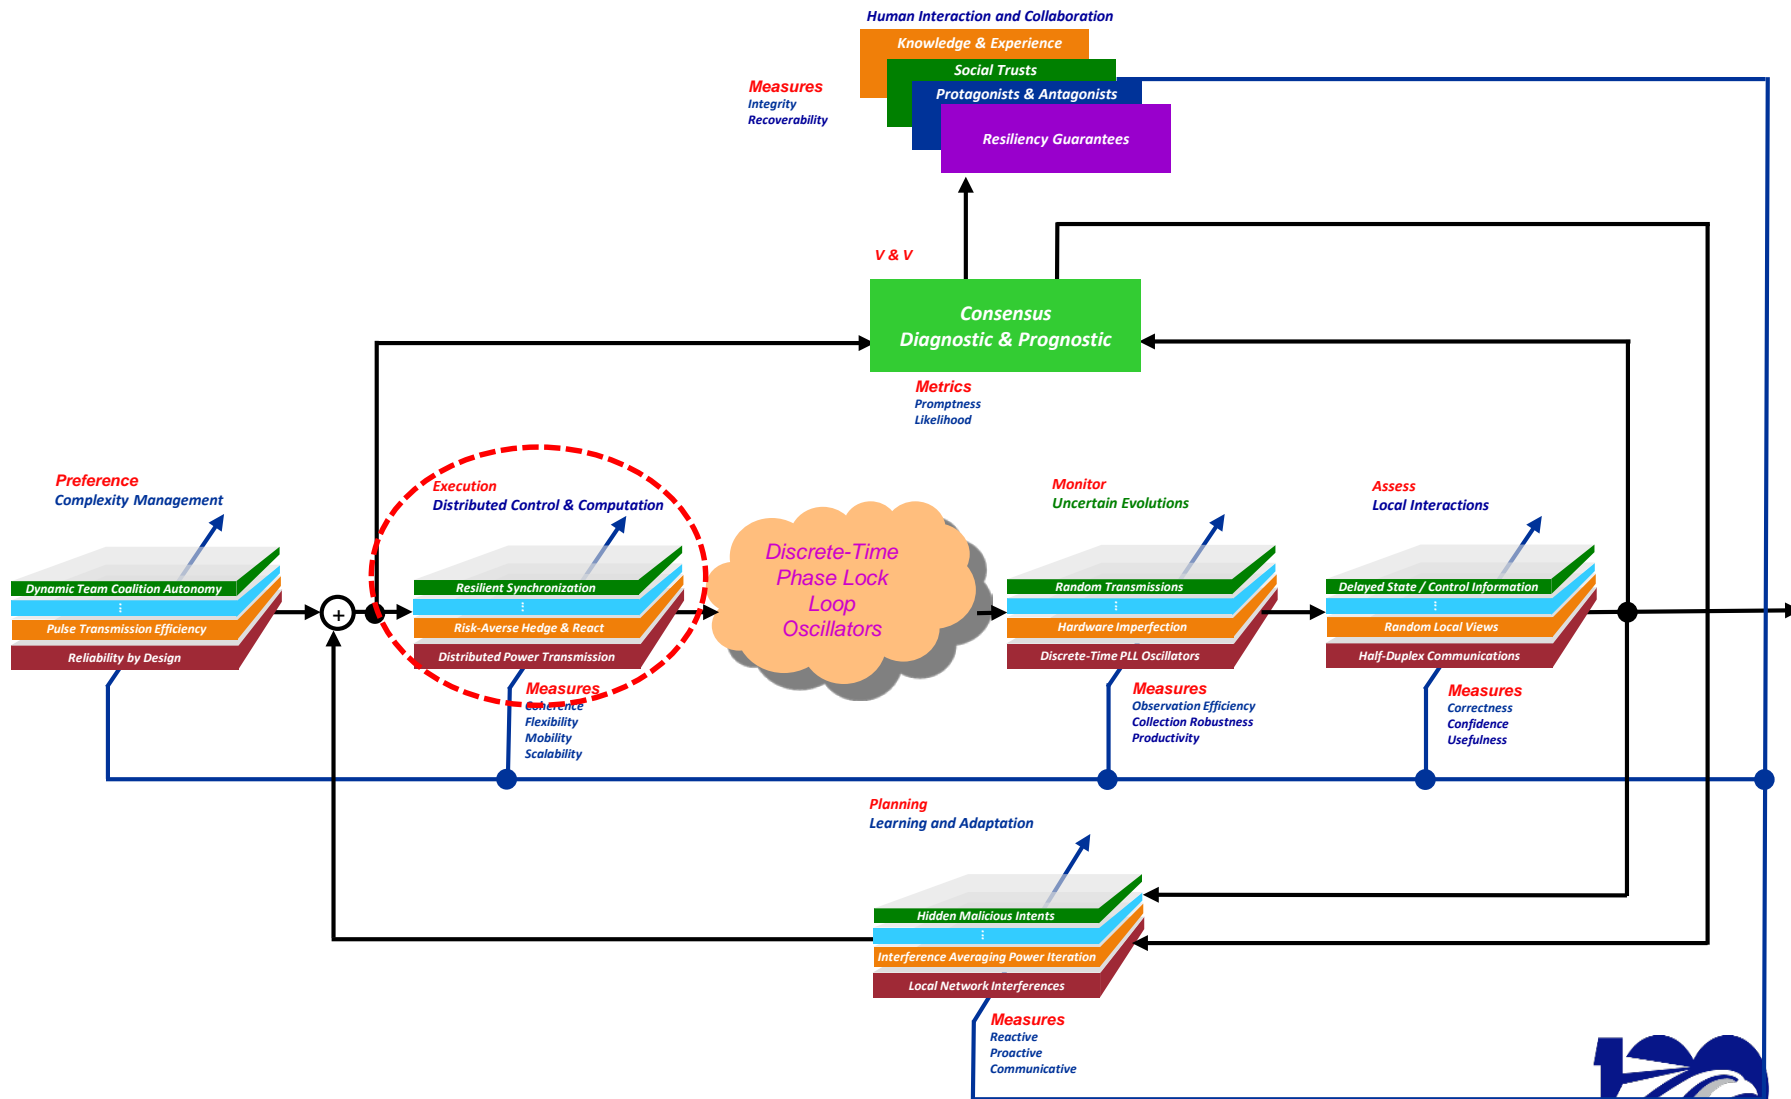 Human Interaction and Collaboration
Knowledge & Experience
Social Trusts
Protagonists & Antagonists
Resiliency Guarantees
Measures
Integrity
Recoverability
V & V
Consensus
Diagnostic & Prognostic
Metrics
Promptness
Likelihood
Preference
Complexity Management
Dynamic Team Coalition Autonomy
⋮
Pulse Transmission Efficiency
Reliability by Design
+
Execution
Distributed Control & Computation
Resilient Synchronization
⋮
Risk-Averse Hedge & React
Distributed Power Transmission
Measures
Coherence
Flexibility
Mobility
Scalability
Discrete-Time
Phase Lock
Loop
Oscillators
Monitor
Uncertain Evolutions
Random Transmissions
⋮
Hardware Imperfection
Discrete-Time PLL Oscillators
Measures
Observation Efficiency
Collection Robustness
Productivity
Assess
Local Interactions
Delayed State / Control Information
⋮
Random Local Views
Half-Duplex Communications
Measures
Correctness
Confidence
Usefulness
Planning
Learning and Adaptation
Hidden Malicious Intents
⋮
Interference Averaging Power Iteration
Local Network Interferences
Measures
Reactive
Proactive
Communicative